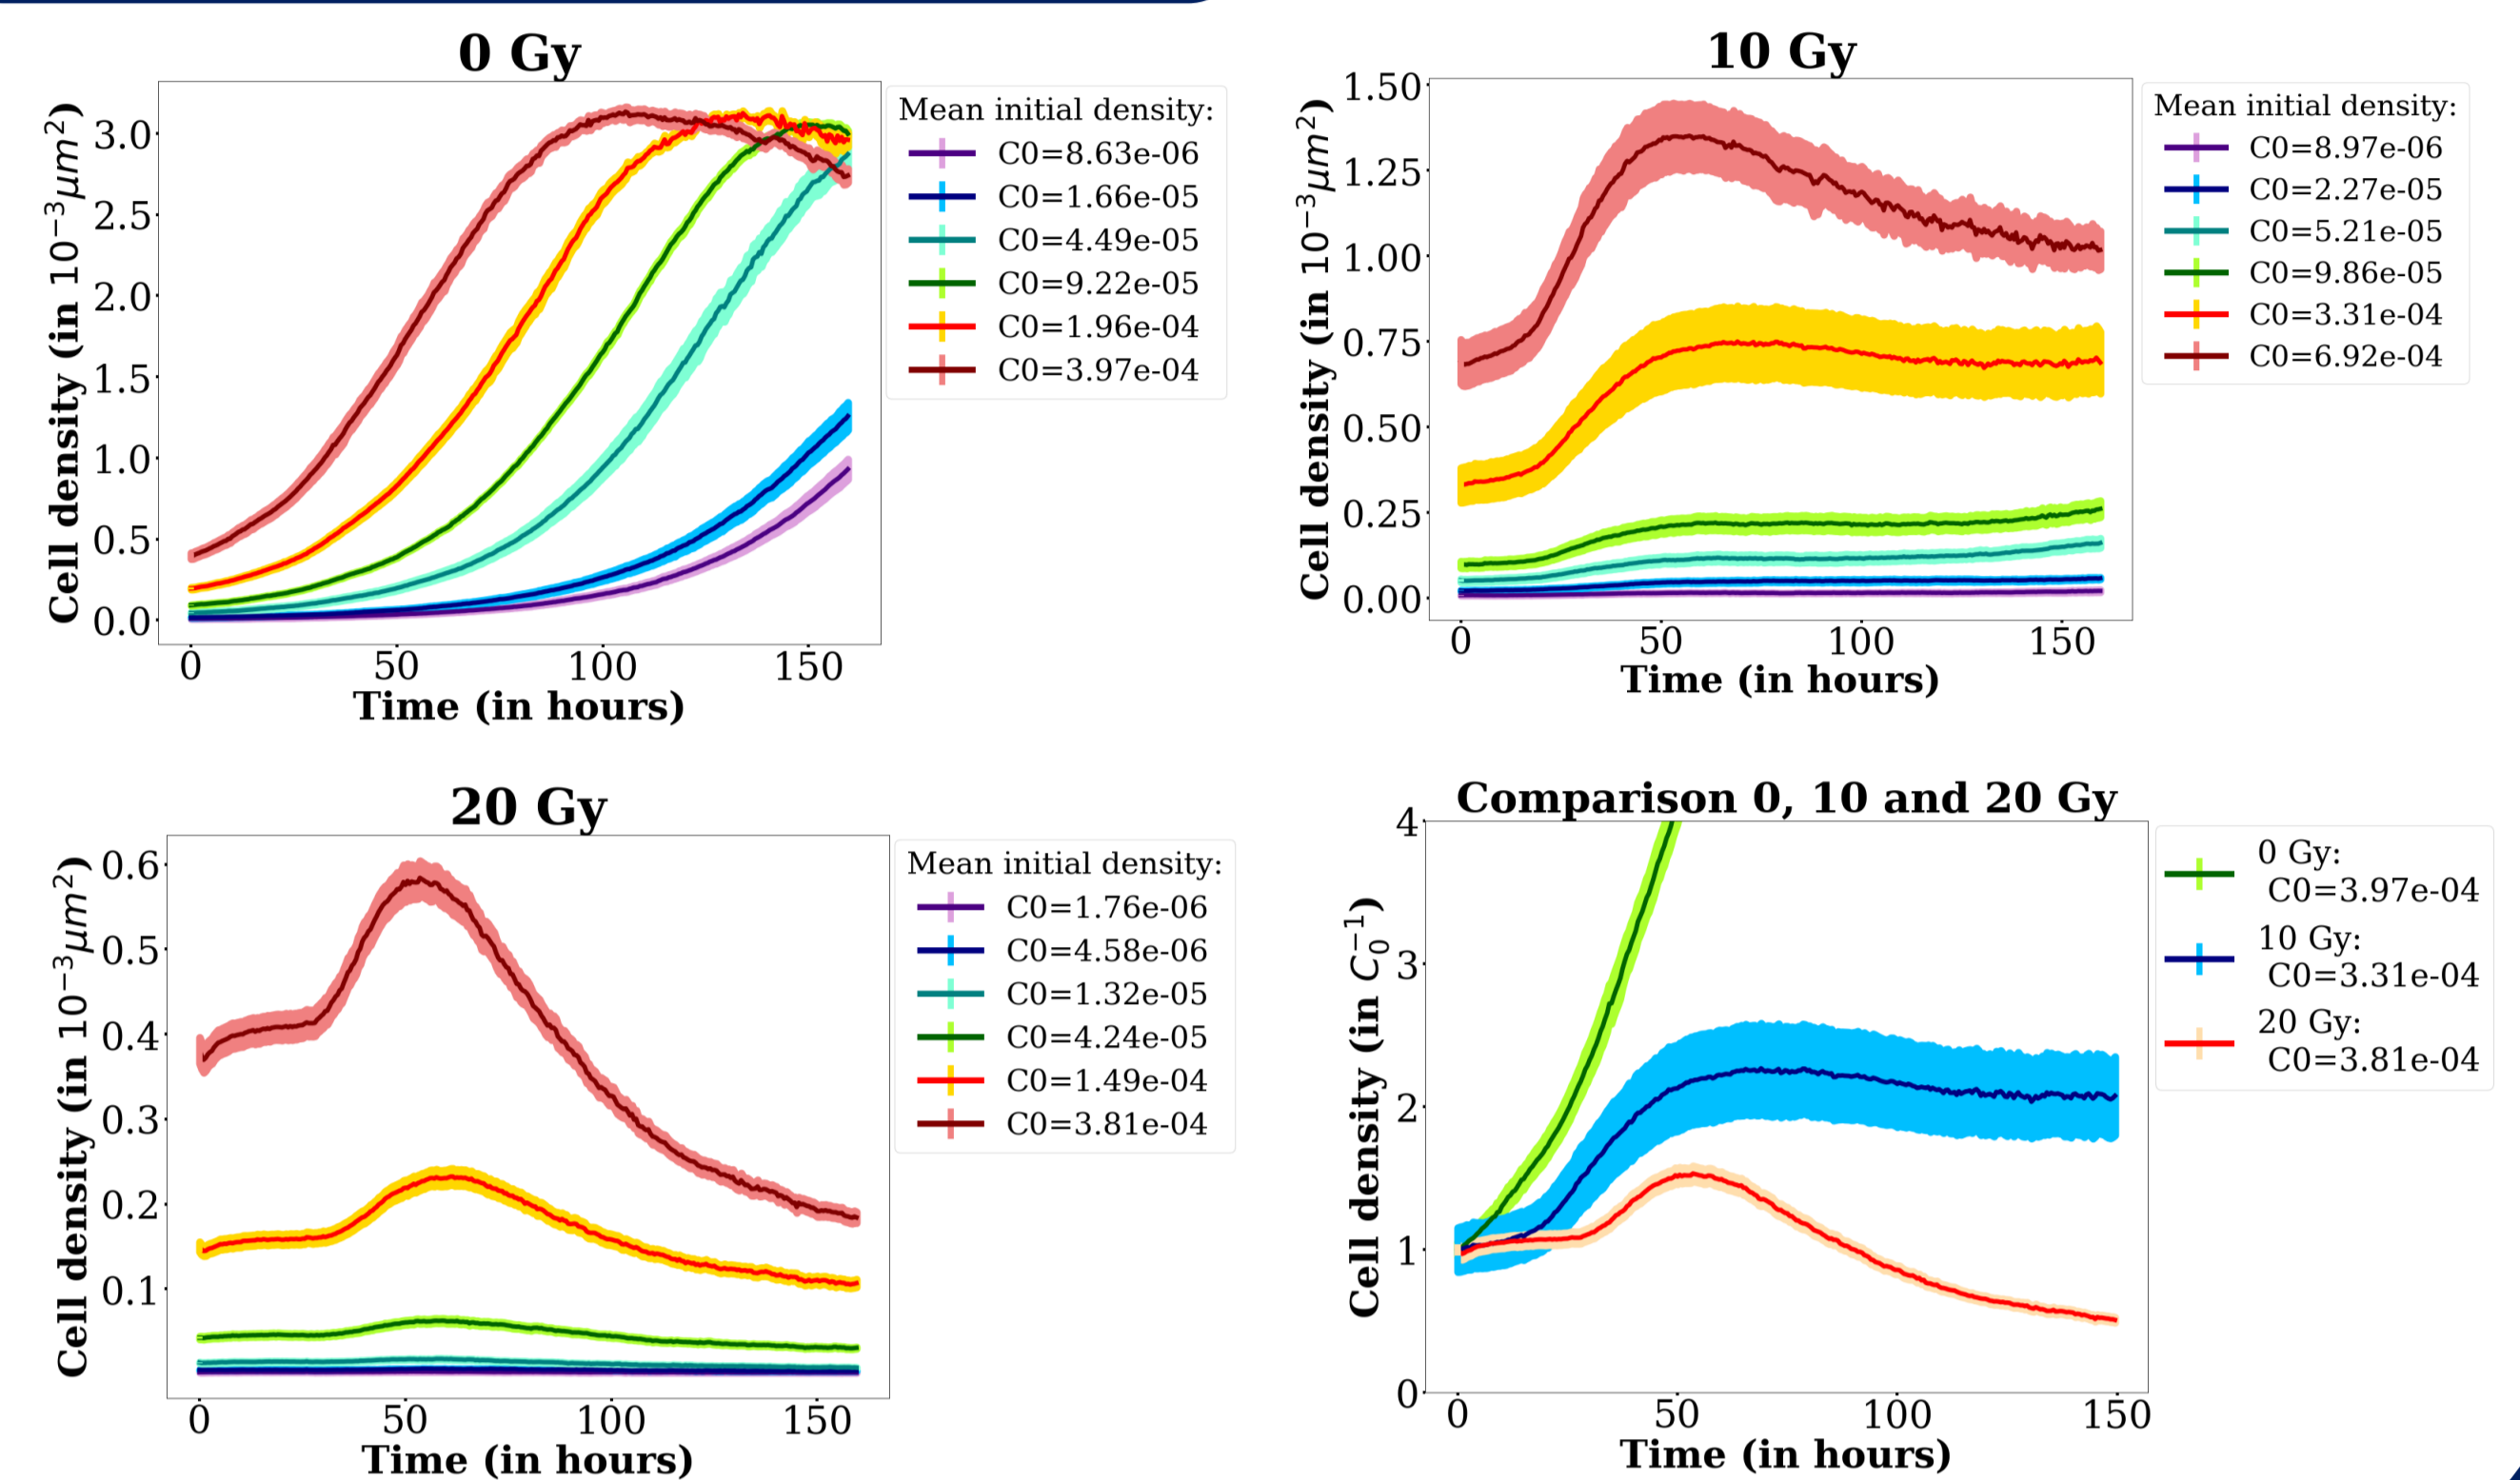 0 Gy
Cell density (in 10⁻³μm²)
3.0
2.5
2.0
1.5
1.0
0.5
0.0
0 50 100 150
Time (in hours)
Mean initial density:
C0=8.63e-06
C0=1.66e-05
C0=4.49e-05
C0=9.22e-05
C0=1.96e-04
C0=3.97e-04
10 Gy
Cell density (in 10⁻³μm²)
1.50
1.25
1.00
0.75
0.50
0.25
0.00
0 50 100 150
Time (in hours)
Mean initial density:
C0=8.97e-06
C0=2.27e-05
C0=5.21e-05
C0=9.86e-05
C0=3.31e-04
C0=6.92e-04
20 Gy
Cell density (in 10⁻³μm²)
0.6
0.5
0.4
0.3
0.2
0.1
0 50 100 150
Time (in hours)
Mean initial density:
C0=1.76e-06
C0=4.58e-06
C0=1.32e-05
C0=4.24e-05
C0=1.49e-04
C0=3.81e-04
Comparison 0, 10 and 20 Gy
Cell density (in C₀⁻¹)
4
3
2
1
0
0 50 100 150
Time (in hours)
0 Gy:
C0=3.97e-04
10 Gy:
C0=3.31e-04
20 Gy:
C0=3.81e-04